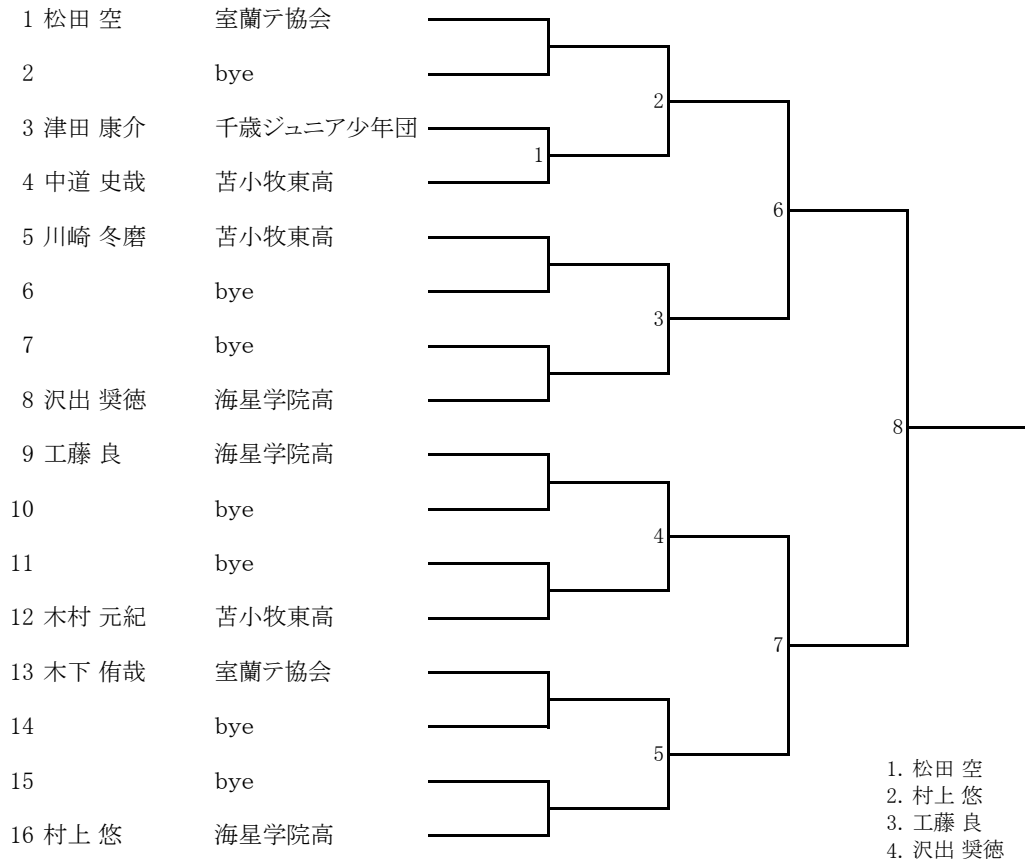 1 松田 空 室蘭テ協会
2 bye
3 津田 康介 千歳ジュニア少年団
4 中道 史哉 苫小牧東高
5 川崎 冬磨 苫小牧東高
6 bye
7 bye
8 沢出 奨徳 海星学院高
9 工藤 良 海星学院高
10 bye
11 bye
12 木村 元紀 苫小牧東高
13 木下 侑哉 室蘭テ協会
14 bye
15 bye
16 村上 悠 海星学院高
1
2
3
4
5
6
7
8
1. 松田 空
2. 村上 悠
3. 工藤 良
4. 沢出 奨徳